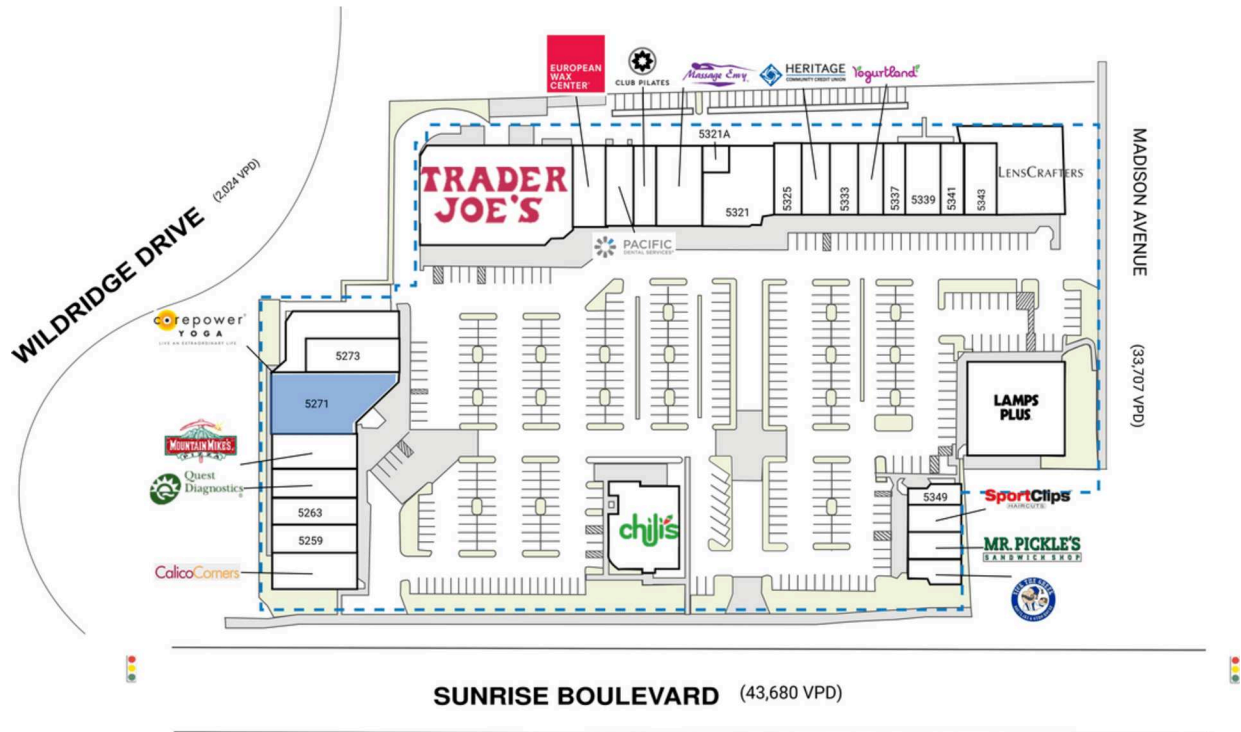 EUROPEAN
WAX
CENTER
CLUB PILATES
Massage Envy
HERITAGE
COMMUNITY CREDIT UNION
Yogurtland
5321A
TRADER
JOE'S
5321
5325
5333
5337
5339
5341
5343
LENSCRAFTERS
PACIFIC
DENTAL SERVICES
MADISON AVENUE
(33,707 VPD)
WILDRIDGE DRIVE
(2,024 VPD)
corepower
YOGA
LIVE AN EXTRAORDINARY LIFE
5273
5271
MOUNTAIN MIKE'S
PIZZA
Quest
Diagnostics
5263
5259
CalicoCorners
chili's
LAMPS
PLUS
5349
SportClips
HAIRCUTS
MR. PICKLE'S
SANDWICH SHOP
SUNRISE BOULEVARD (43,680 VPD)